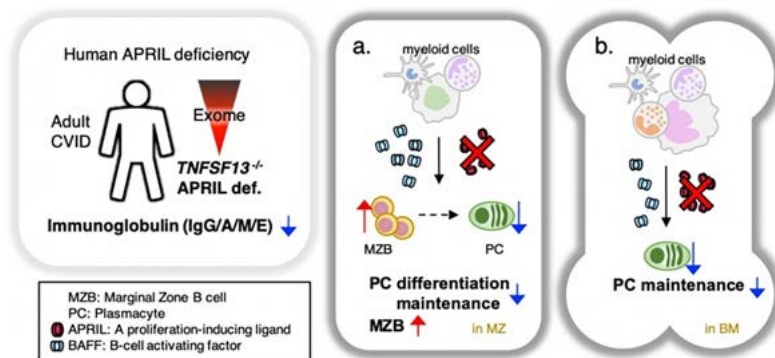 Human APRIL deficiency
Adult
CVID
Exome
TNFSF13-/-
APRIL def.
Immunoglobulin (IgG/A/M/E)
MZB: Marginal Zone B cell
PC: Plasmacyte
APRIL: A proliferation-inducing ligand
BAFF: B-cell activating factor
a.
myeloid cells
MZB
PC
PC differentiation
maintenance
MZB
in MZ
b.
myeloid cells
PC maintenance
in BM